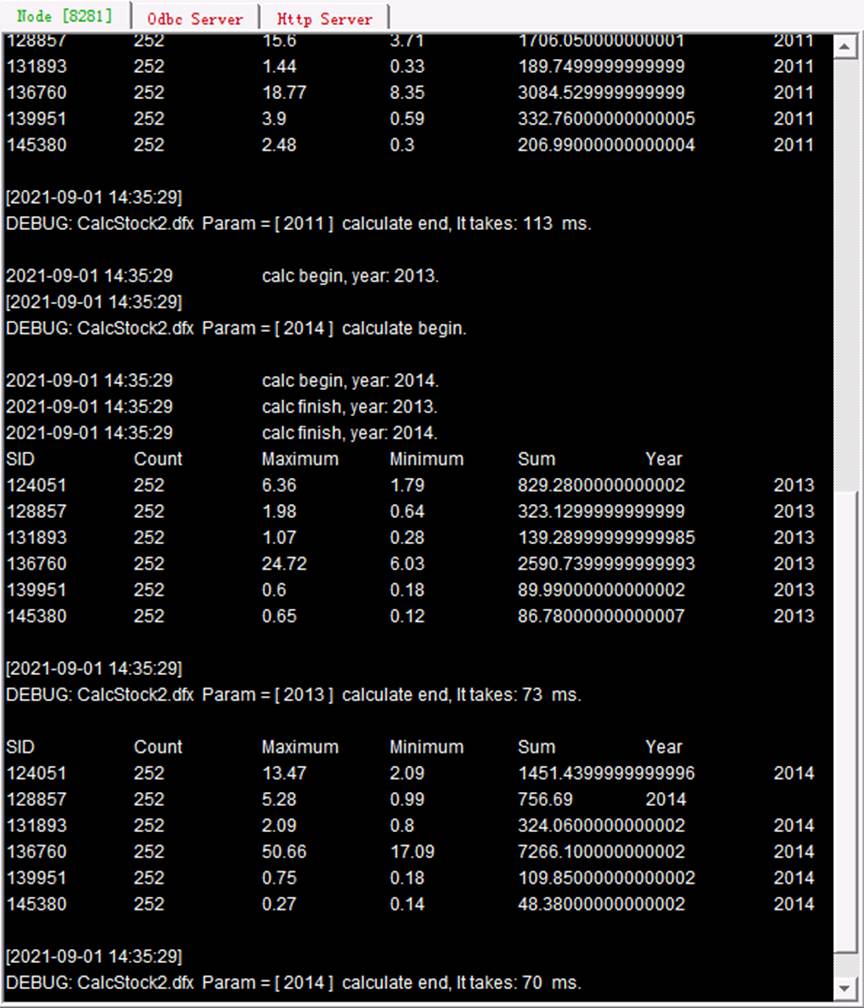 Node [8281] Odbc Server Http Server
128857 252 15.6 3.71 1706.050000000001 2011
131893 252 1.44 0.33 189.7499999999999 2011
136760 252 18.77 8.35 3084.529999999999 2011
139951 252 3.9 0.59 332.76000000000005 2011
145380 252 2.48 0.3 206.99000000000004 2011
[2021-09-01 14:35:29]
DEBUG: CalcStock2.dfx Param = [ 2011 ] calculate end, It takes: 113 ms.
2021-09-01 14:35:29 calc begin, year: 2013.
[2021-09-01 14:35:29]
DEBUG: CalcStock2.dfx Param = [ 2014 ] calculate begin.
2021-09-01 14:35:29 calc begin, year: 2014.
2021-09-01 14:35:29 calc finish, year: 2013.
2021-09-01 14:35:29 calc finish, year: 2014.
SID Count Maximum Minimum Sum Year
124051 252 6.36 1.79 829.2800000000002 2013
128857 252 1.98 0.64 323.1299999999999 2013
131893 252 1.07 0.28 139.28999999999985 2013
136760 252 24.72 6.03 2590.7399999999993 2013
139951 252 0.6 0.18 89.99000000000002 2013
145380 252 0.65 0.12 86.78000000000007 2013
[2021-09-01 14:35:29]
DEBUG: CalcStock2.dfx Param = [ 2013 ] calculate end, It takes: 73 ms.
SID Count Maximum Minimum Sum Year
124051 252 13.47 2.09 1451.4399999999996 2014
128857 252 5.28 0.99 756.69 2014
131893 252 2.09 0.8 324.0600000000002 2014
136760 252 50.66 17.09 7266.100000000002 2014
139951 252 0.75 0.18 109.85000000000002 2014
145380 252 0.27 0.14 48.38000000000002 2014
[2021-09-01 14:35:29]
DEBUG: CalcStock2.dfx Param = [ 2014 ] calculate end, It takes: 70 ms.